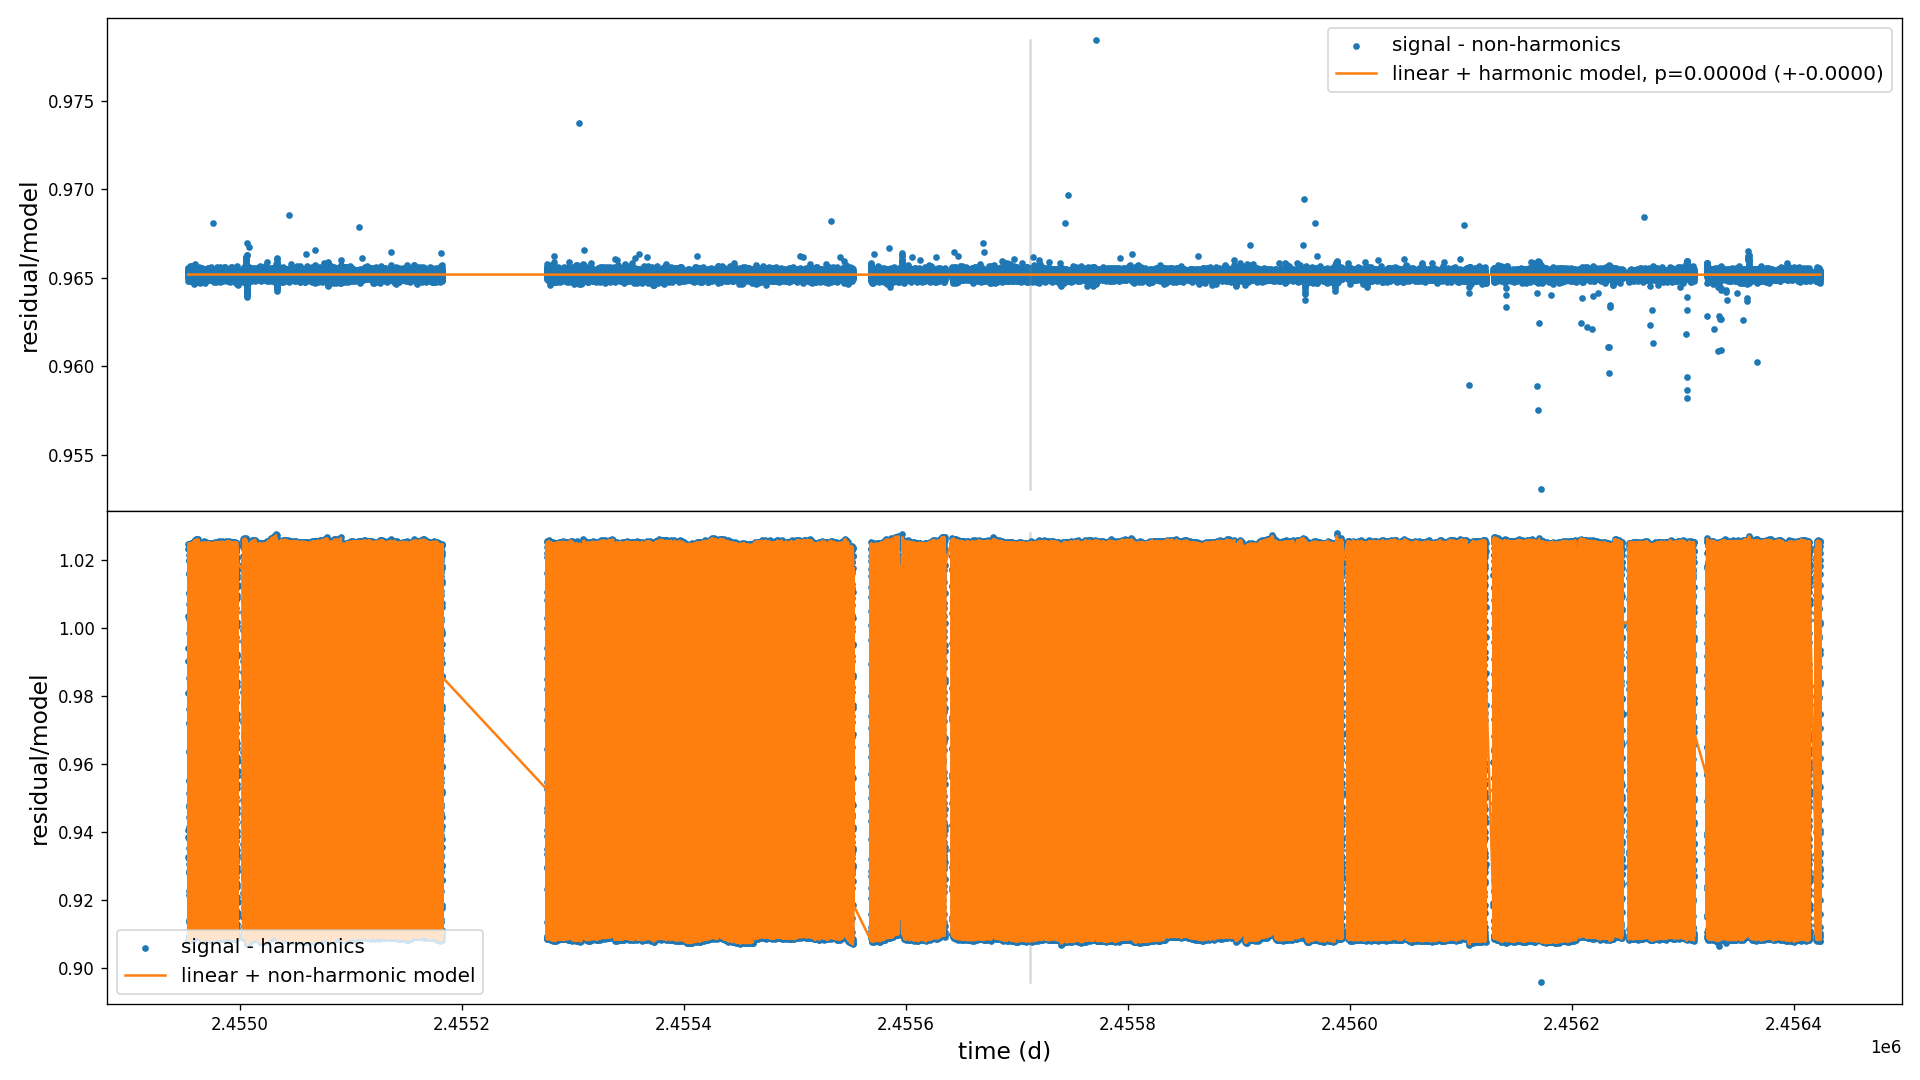 signal - non-harmonics
linear + harmonic model, p=0.0000d (+-0.0000)
0.975
0.970
0.965
0.960
0.955
residual/model
1.02
1.00
0.98
0.96
0.94
0.92
0.90
residual/model
signal - harmonics
linear + non-harmonic model
2.4550
2.4552
2.4554
2.4556
2.4558
2.4560
2.4562
2.4564
1e6
time (d)